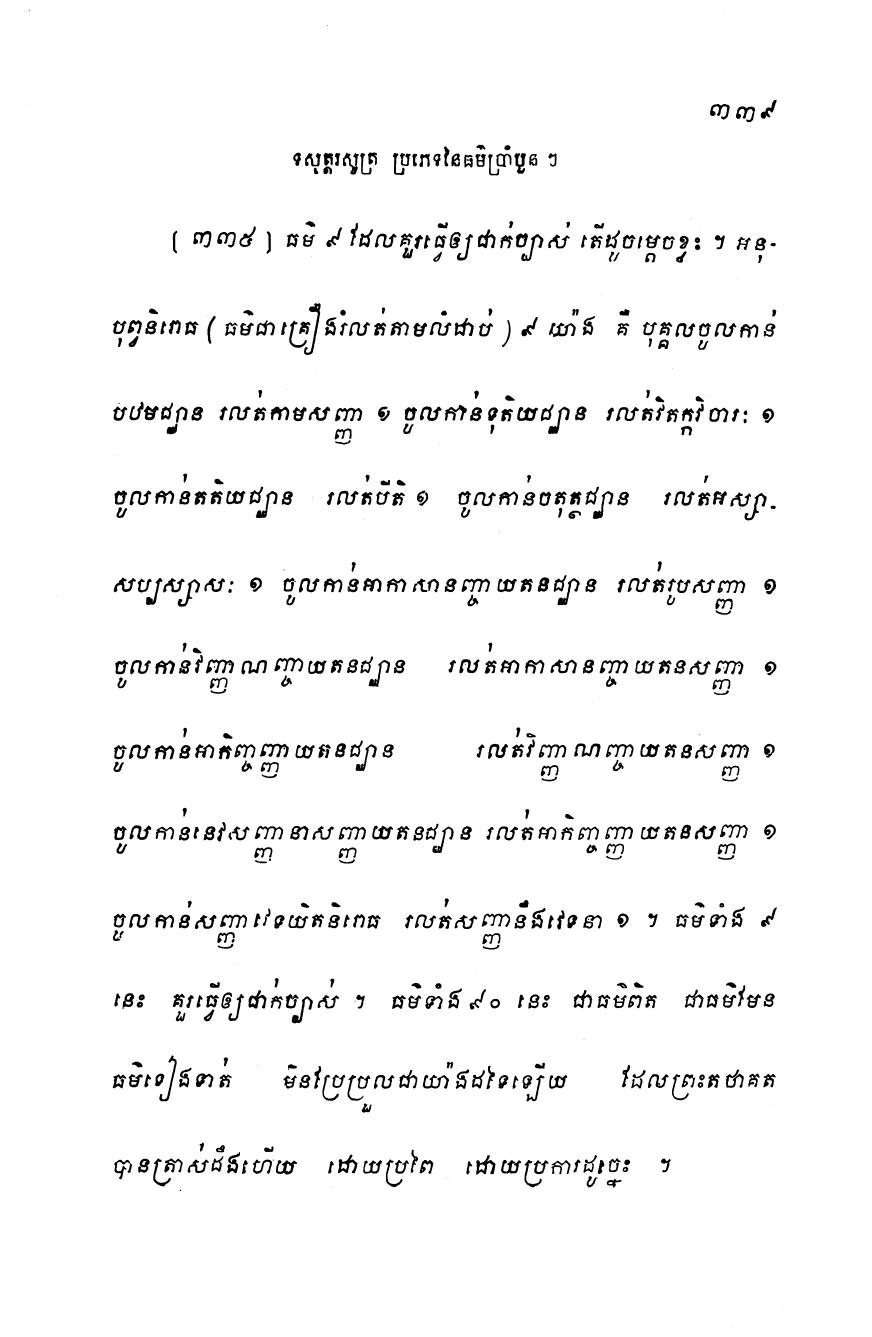 ៣៣៩
ទសុត្តរសូត្រ ប្រភេទនៃធម៌ប្រាំបួន ៗ
( ៣៣៥ ) ធម៌ ៩ ដែលគួរធ្វើឲ្យជាក់ច្បាស់ តើដូចម្តេចខ្លះ ។ អនុ-
បុព្វនិរោធ ( ធម៌ជាគ្រឿងរំលត់តាមលំដាប់ ) ៩ យ៉ាង គឺ បុគ្គលចូលកាន់
បឋមជ្ឈាន រលត់កាមសញ្ញា ១ ចូលកាន់ទុតិយជ្ឈាន រលត់វិតក្កវិចារៈ ១
ចូលកាន់តតិយជ្ឈាន រលត់បីតិ ១ ចូលកាន់ចតុត្ថជ្ឈាន រលត់អស្សា-
សប្បស្សាសៈ ១ ចូលកាន់អាកាសានញ្ចាយតនជ្ឈាន រលត់រូបសញ្ញា ១
ចូលកាន់វិញ្ញាណញ្ចាយតនជ្ឈាន រលត់អាកាសានញ្ចាយតនសញ្ញា ១
ចូលកាន់អាកិញ្ចញ្ញាយតនជ្ឈាន រលត់វិញ្ញាណញ្ចាយតនសញ្ញា ១
ចូលកាន់នេវសញ្ញានាសញ្ញាយតនជ្ឈាន រលត់អាកិញ្ចញ្ញាយតនសញ្ញា ១
ចូលកាន់សញ្ញាវេទយិតនិរោធ រលត់សញ្ញានឹងវេទនា ១ ។ ធម៌ទាំង ៩
នេះ គួរធ្វើឲ្យជាក់ច្បាស់ ។ ធម៌ទាំង ៩០ នេះ ជាធម៌ពិត ជាធម៌មែន
ធម៌ទៀងទាត់ មិនប្រែប្រួលជាយ៉ាងដទៃឡើយ ដែលព្រះតថាគត
បានត្រាស់ដឹងហើយ ដោយប្រពៃ ដោយប្រការដូច្នេះ ។